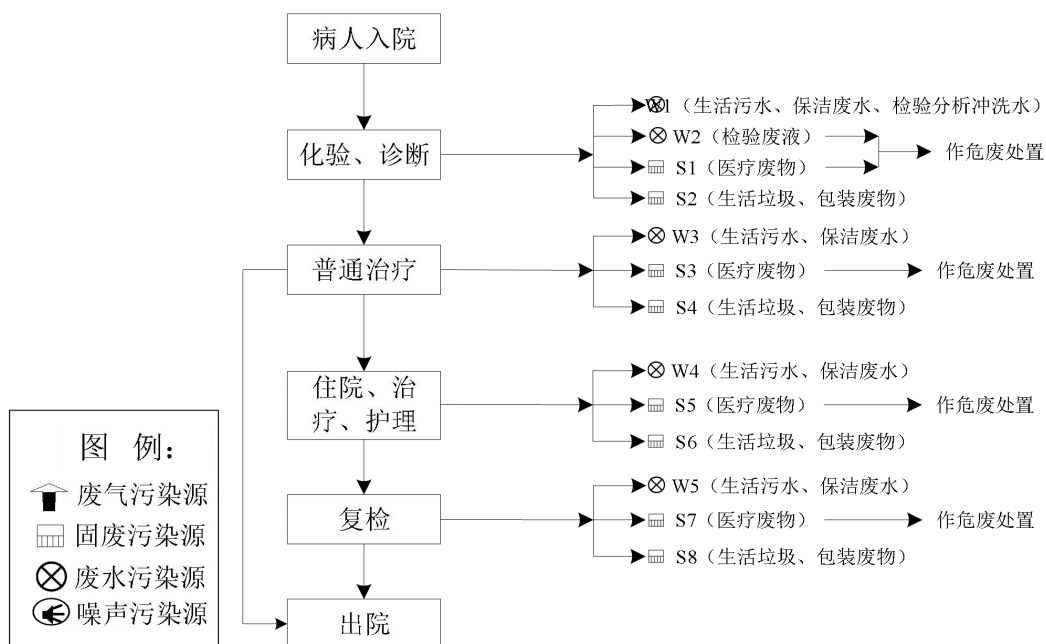 病人入院
W1（生活污水、保洁废水、检验分析冲洗水）
化验、诊断
W2（检验废液）
作危废处置
S1（医疗废物）
S2（生活垃圾、包装废物）
W3（生活污水、保洁废水）
普通治疗
S3（医疗废物）
作危废处置
S4（生活垃圾、包装废物）
住院、治
疗、护理
W4（生活污水、保洁废水）
S5（医疗废物）
作危废处置
S6（生活垃圾、包装废物）
复检
W5（生活污水、保洁废水）
S7（医疗废物）
作危废处置
S8（生活垃圾、包装废物）
出院
图 例：
废气污染源
固废污染源
废水污染源
噪声污染源